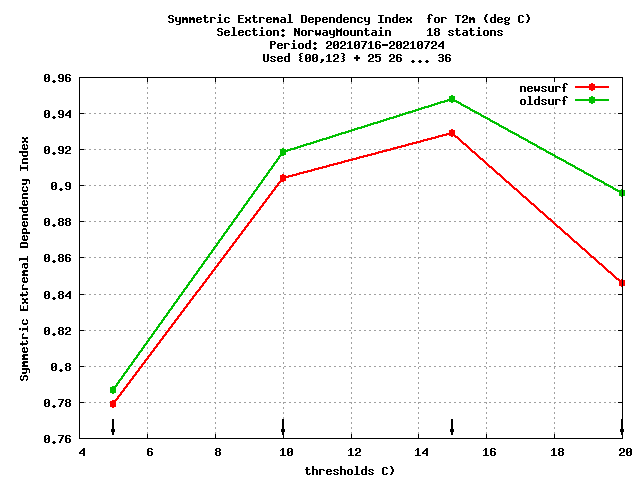 Symmetric Extremal Dependency Index  for T2m (deg C)
Selection: NorwayMountain     18 stations
Period: 20210716-20210724
Used {00,12} + 25 26 ... 36
newsurf
oldsurf
Symmetric Extremal Dependency Index
0.96
0.94
0.92
0.9
0.88
0.86
0.84
0.82
0.8
0.78
0.76
4 6 8 10 12 14 16 18 20
thresholds C)